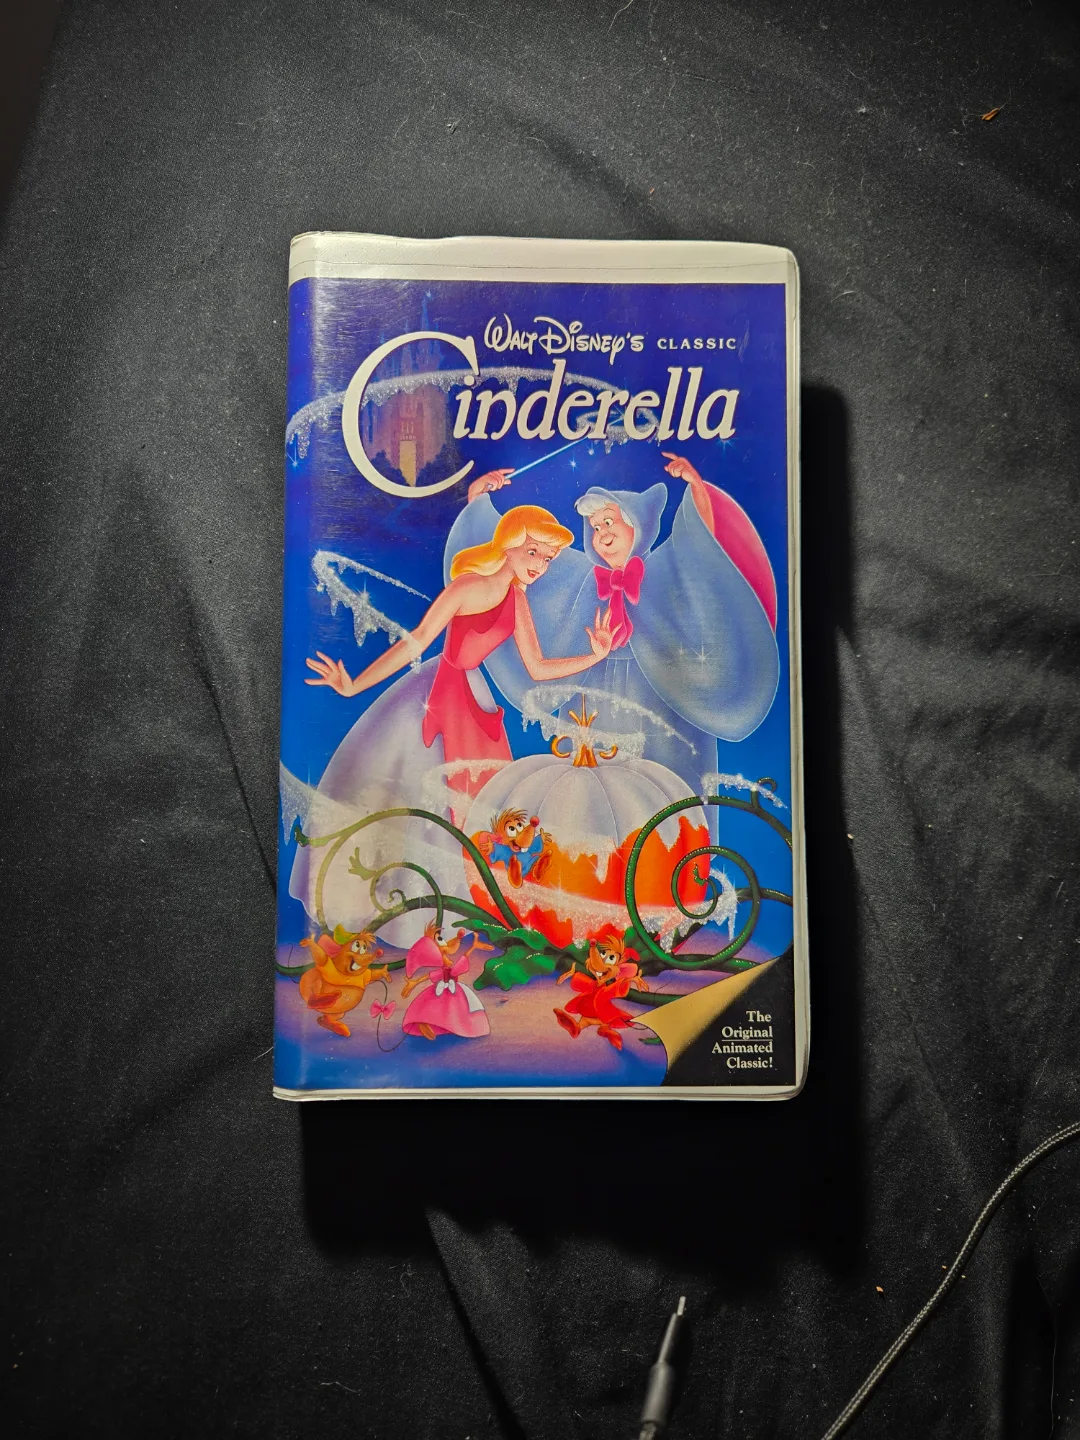 Walt Disney's CLASSIC
Cinderella
The
Original
Animated
Classic!